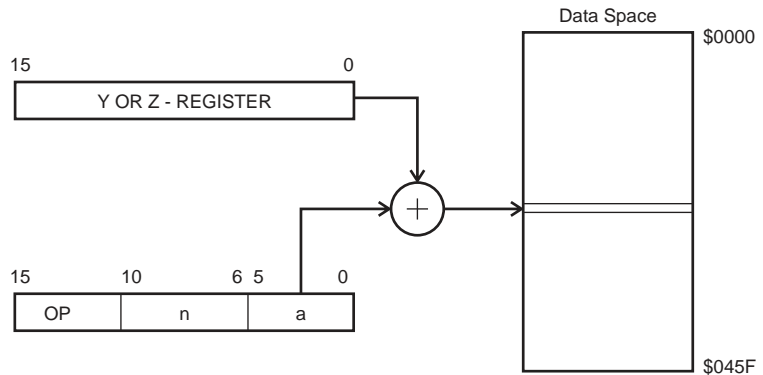 Data Space
$0000
15 0
Y OR Z - REGISTER
15 10 6 5 0
OP n a
$045F